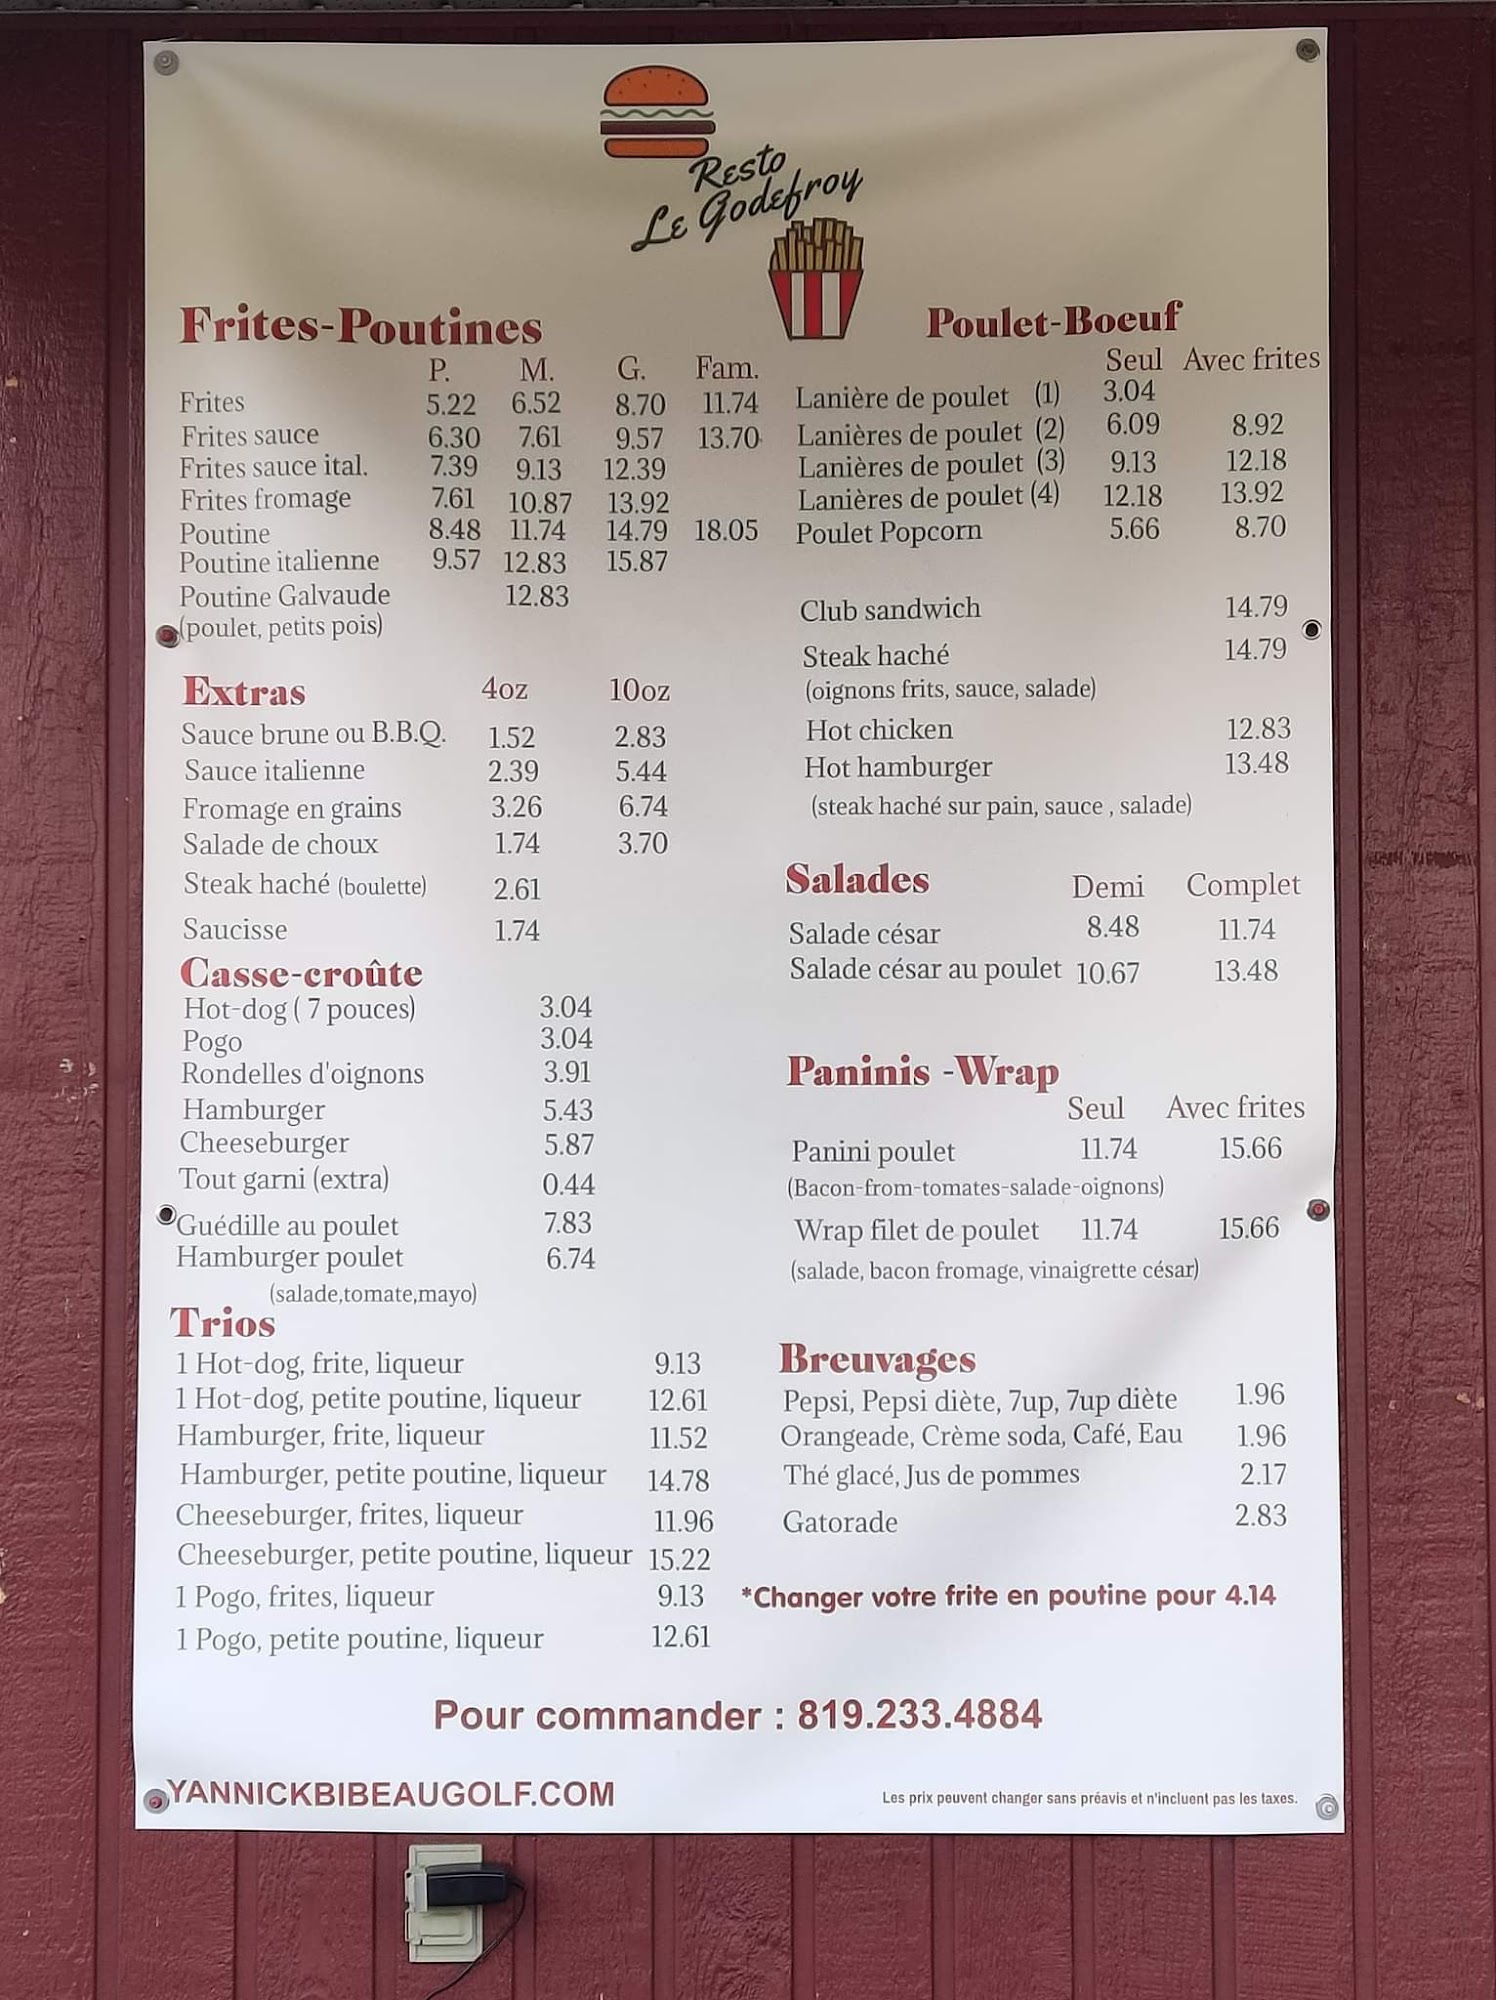 Resto
Le Godefroy
Frites-Poutines
P. M. G. Fam.
Frites 5.22 6.52 8.70 11.74
Frites sauce 6.30 7.61 9.57 13.70
Frites sauce ital. 7.39 9.13 12.39
Frites fromage 7.61 10.87 13.92
Poutine 8.48 11.74 14.79 18.05
Poutine italienne 9.57 12.83 15.87
Poutine Galvaude 12.83
(poulet, petits pois)
Extras 4oz 10oz
Sauce brune ou B.B.Q. 1.52 2.83
Sauce italienne 2.39 5.44
Fromage en grains 3.26 6.74
Salade de choux 1.74 3.70
Steak haché (boulette) 2.61
Saucisse 1.74
Casse-croûte
Hot-dog ( 7 pouces) 3.04
Pogo 3.04
Rondelles d'oignons 3.91
Hamburger 5.43
Cheeseburger 5.87
Tout garni (extra) 0.44
Guédille au poulet 7.83
Hamburger poulet 6.74
(salade,tomate,mayo)
Trios
1 Hot-dog, frite, liqueur 9.13
1 Hot-dog, petite poutine, liqueur 12.61
Hamburger, frite, liqueur 11.52
Hamburger, petite poutine, liqueur 14.78
Cheeseburger, frites, liqueur 11.96
Cheeseburger, petite poutine, liqueur 15.22
1 Pogo, frites, liqueur 9.13
1 Pogo, petite poutine, liqueur 12.61
Poulet-Boeuf
Seul Avec frites
Lanière de poulet (1) 3.04
Lanières de poulet (2) 6.09 8.92
Lanières de poulet (3) 9.13 12.18
Lanières de poulet (4) 12.18 13.92
Poulet Popcorn 5.66 8.70
Club sandwich 14.79
Steak haché 14.79
(oignons frits, sauce, salade)
Hot chicken 12.83
Hot hamburger 13.48
(steak haché sur pain, sauce , salade)
Salades Demi Complet
Salade césar 8.48 11.74
Salade césar au poulet 10.67 13.48
Paninis -Wrap
Seul Avec frites
Panini poulet 11.74 15.66
(Bacon-from-tomates-salade-oignons)
Wrap filet de poulet 11.74 15.66
(salade, bacon fromage, vinaigrette césar)
Breuvages
Pepsi, Pepsi diète, 7up, 7up diète 1.96
Orangeade, Crème soda, Café, Eau 1.96
Thé glacé, Jus de pommes 2.17
Gatorade 2.83
*Changer votre frite en poutine pour 4.14
Pour commander : 819.233.4884
YANNICKBIBEAUGOLF.COM
Les prix peuvent changer sans préavis et n'incluent pas les taxes.